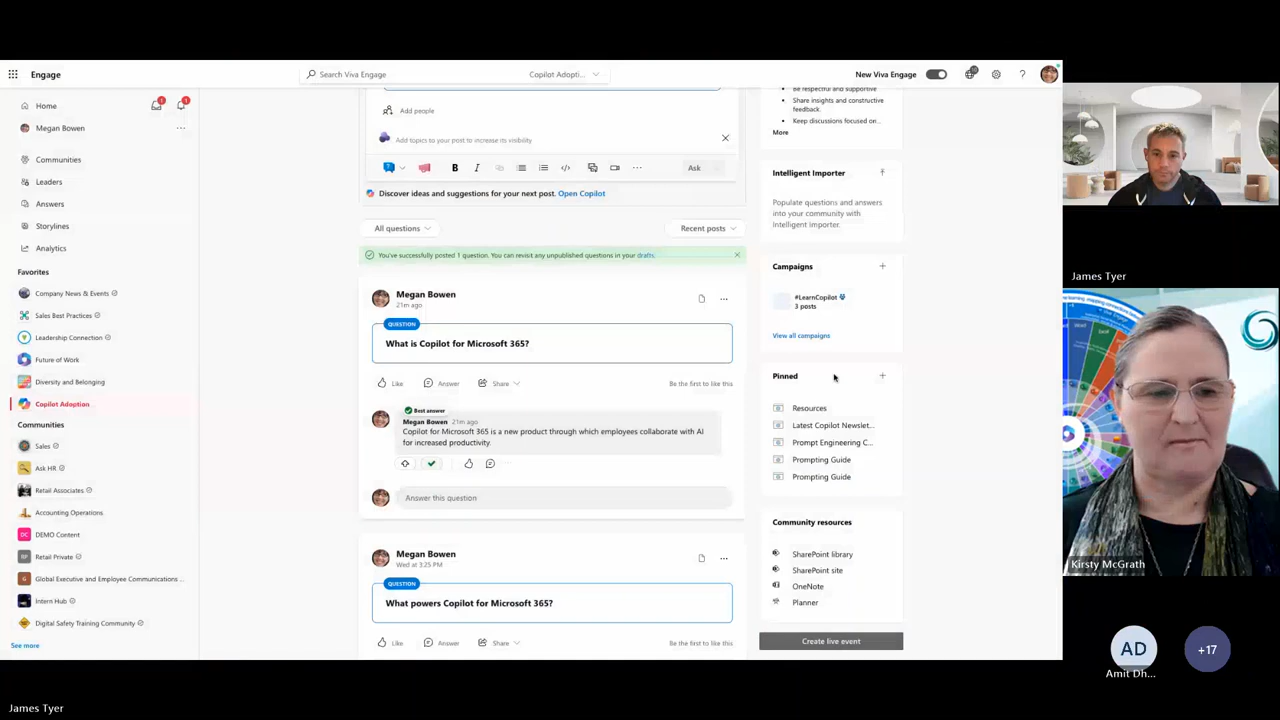 Engage
Search Viva Engage
Copilot Adopti...
New Viva Engage
?
Home
Megan Bowen
...
Communities
Leaders
Answers
Storylines
Analytics
Favorites
Company News & Events
Sales Best Practices
Leadership Connection
Future of Work
Diversity and Belonging
Copilot Adoption
Communities
Sales
Ask HR
Retail Associates
Accounting Operations
DC DEMO Content
RP Retail Private
Global Executive and Employee Communications ...
Intern Hub
Digital Safety Training Community
See more
Add people
Add topics to your post to increase its visibility
B I </> ... Ask
Discover ideas and suggestions for your next post. Open Copilot
All questions
Recent posts
You've successfully posted 1 question. You can revisit any unpublished questions in your drafts.
Megan Bowen
21m ago
QUESTION
What is Copilot for Microsoft 365?
Like Answer Share Be the first to like this
Best answer
Megan Bowen 21m ago
Copilot for Microsoft 365 is a new product through which employees collaborate with AI
for increased productivity.
Answer this question
Megan Bowen
Wed at 3:25 PM
QUESTION
What powers Copilot for Microsoft 365?
Like Answer Share Be the first to like this
Be respectful and supportive
Share insights and constructive
feedback.
Keep discussions focused on...
More
Intelligent Importer
Populate questions and answers
into your community with
Intelligent importer.
Campaigns
#LearnCopilot
3 posts
View all campaigns
Pinned
Resources
Latest Copilot Newslet...
Prompt Engineering C...
Prompting Guide
Prompting Guide
Community resources
SharePoint library
SharePoint site
OneNote
Planner
Create live event
James Tyer
Kirsty McGrath
AD
Amit Dh...
+17
James Tyer